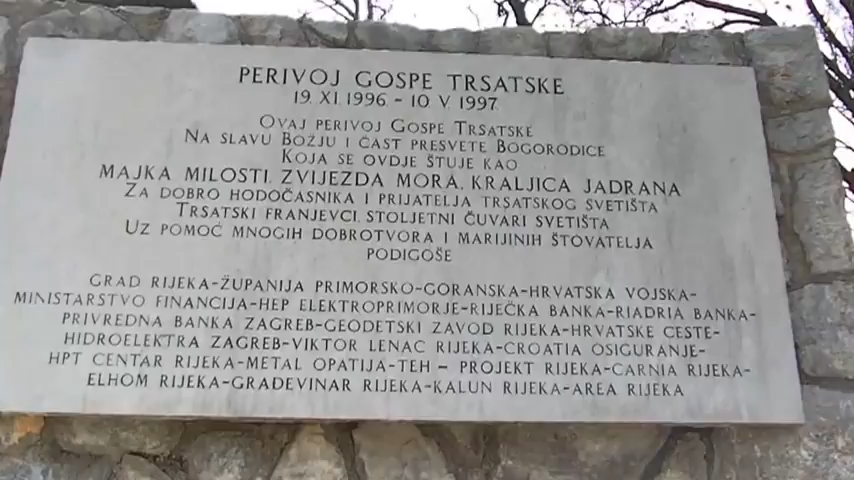 PERIVOJ GOSPE TRSATSKE
19. XI. 1996. - 10. V. 1997.
OVAJ PERIVOJ GOSPE TRSATSKE
NA SLAVU BOŽJU I ČAST PRESVETE BOGORODICE
KOJA SE OVDJE ŠTUJE KAO
MAJKA MILOSTI, ZVIJEZDA MORA, KRALJICA JADRANA
ZA DOBRO HODOČASNIKA I PRIJATELJA TRSATSKOG SVETIŠTA
TRSATSKI FRANJEVCI, STOLJETNI ČUVARI SVETIŠTA
UZ POMOĆ MNOGIH DOBROTVORA I MARIJINIH ŠTOVATELJA
PODIGOŠE
GRAD RIJEKA-ŽUPANIJA PRIMORSKO-GORANSKA-HRVATSKA VOJSKA-
MINISTARSTVO FINANCIJA-HEP ELEKTROPRIMORJE-RIJEČKA BANKA-RIADRIA BANKA-
PRIVREDNA BANKA ZAGREB-GEODETSKI ZAVOD RIJEKA-HRVATSKE CESTE-
HIDROELEKTRA ZAGREB-VIKTOR LENAC RIJEKA-CROATIA OSIGURANJE-
HPT CENTAR RIJEKA-METAL OPATIJA-TEH – PROJEKT RIJEKA-CARNIA RIJEKA-
ELHOM RIJEKA-GRAĐEVINAR RIJEKA-KALUN RIJEKA-AREA RIJEKA